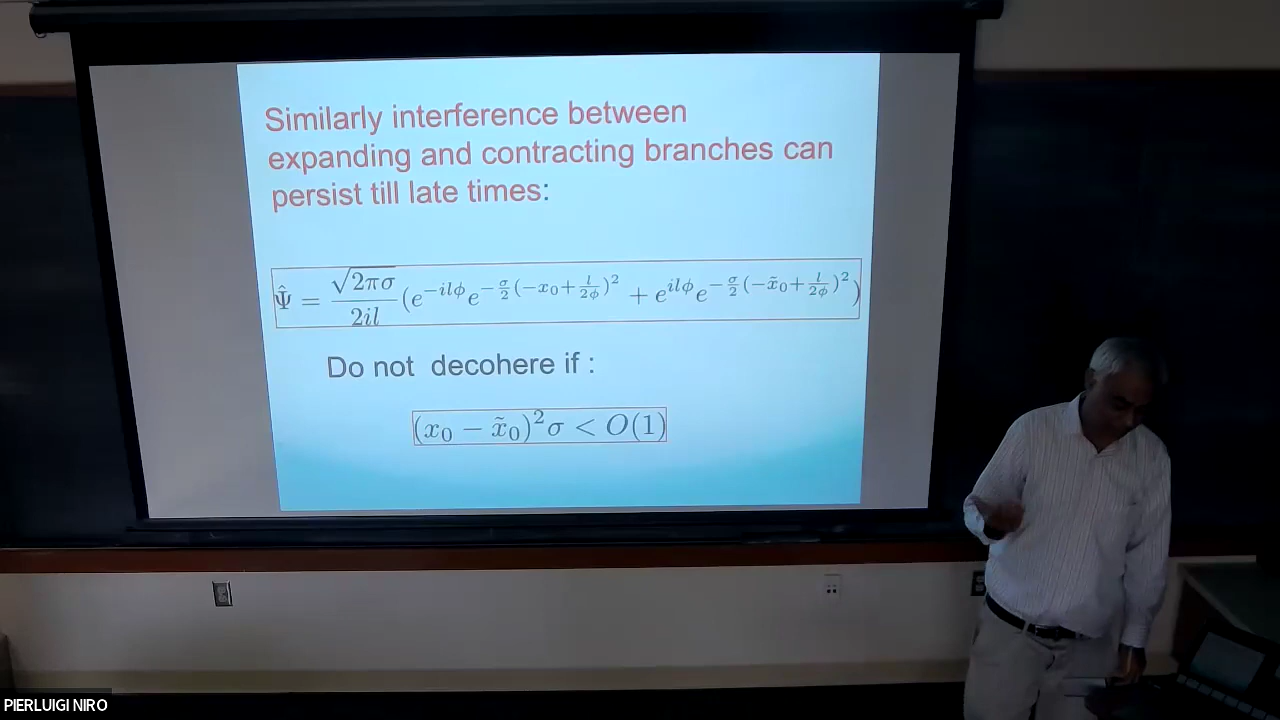 Similarly interference between
expanding and contracting branches can
persist till late times:
$\hat{\Psi} = \frac{\sqrt{2\pi\sigma}}{2il}(e^{-il\phi}e^{-\frac{\sigma}{2}(-x_0+\frac{l}{2\phi})^2} + e^{il\phi}e^{-\frac{\sigma}{2}(-\tilde{x}_0+\frac{l}{2\phi})^2})$
Do not decohere if :
$(x_0 - \tilde{x}_0)^2\sigma < O(1)$
PIERLUIGI NIRO